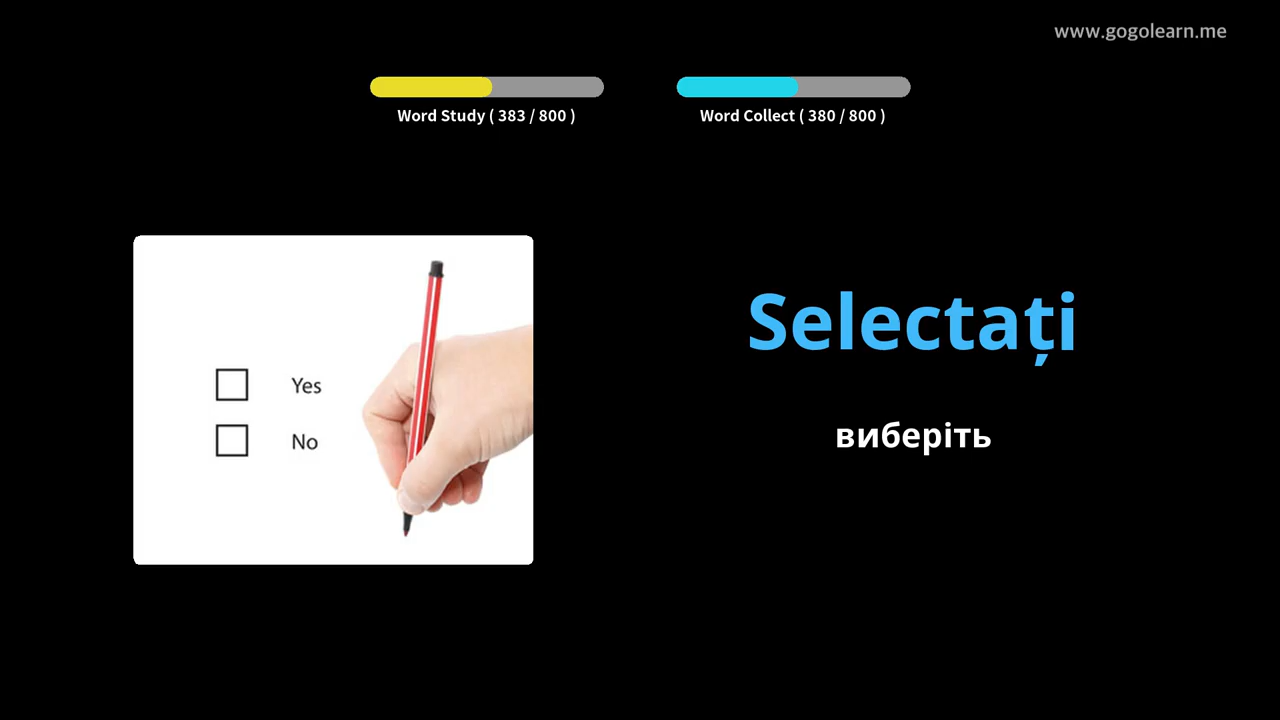 www.gogolearn.me
Word Study ( 383 / 800 )
Word Collect ( 380 / 800 )
Yes
No
Selectați
виберіть